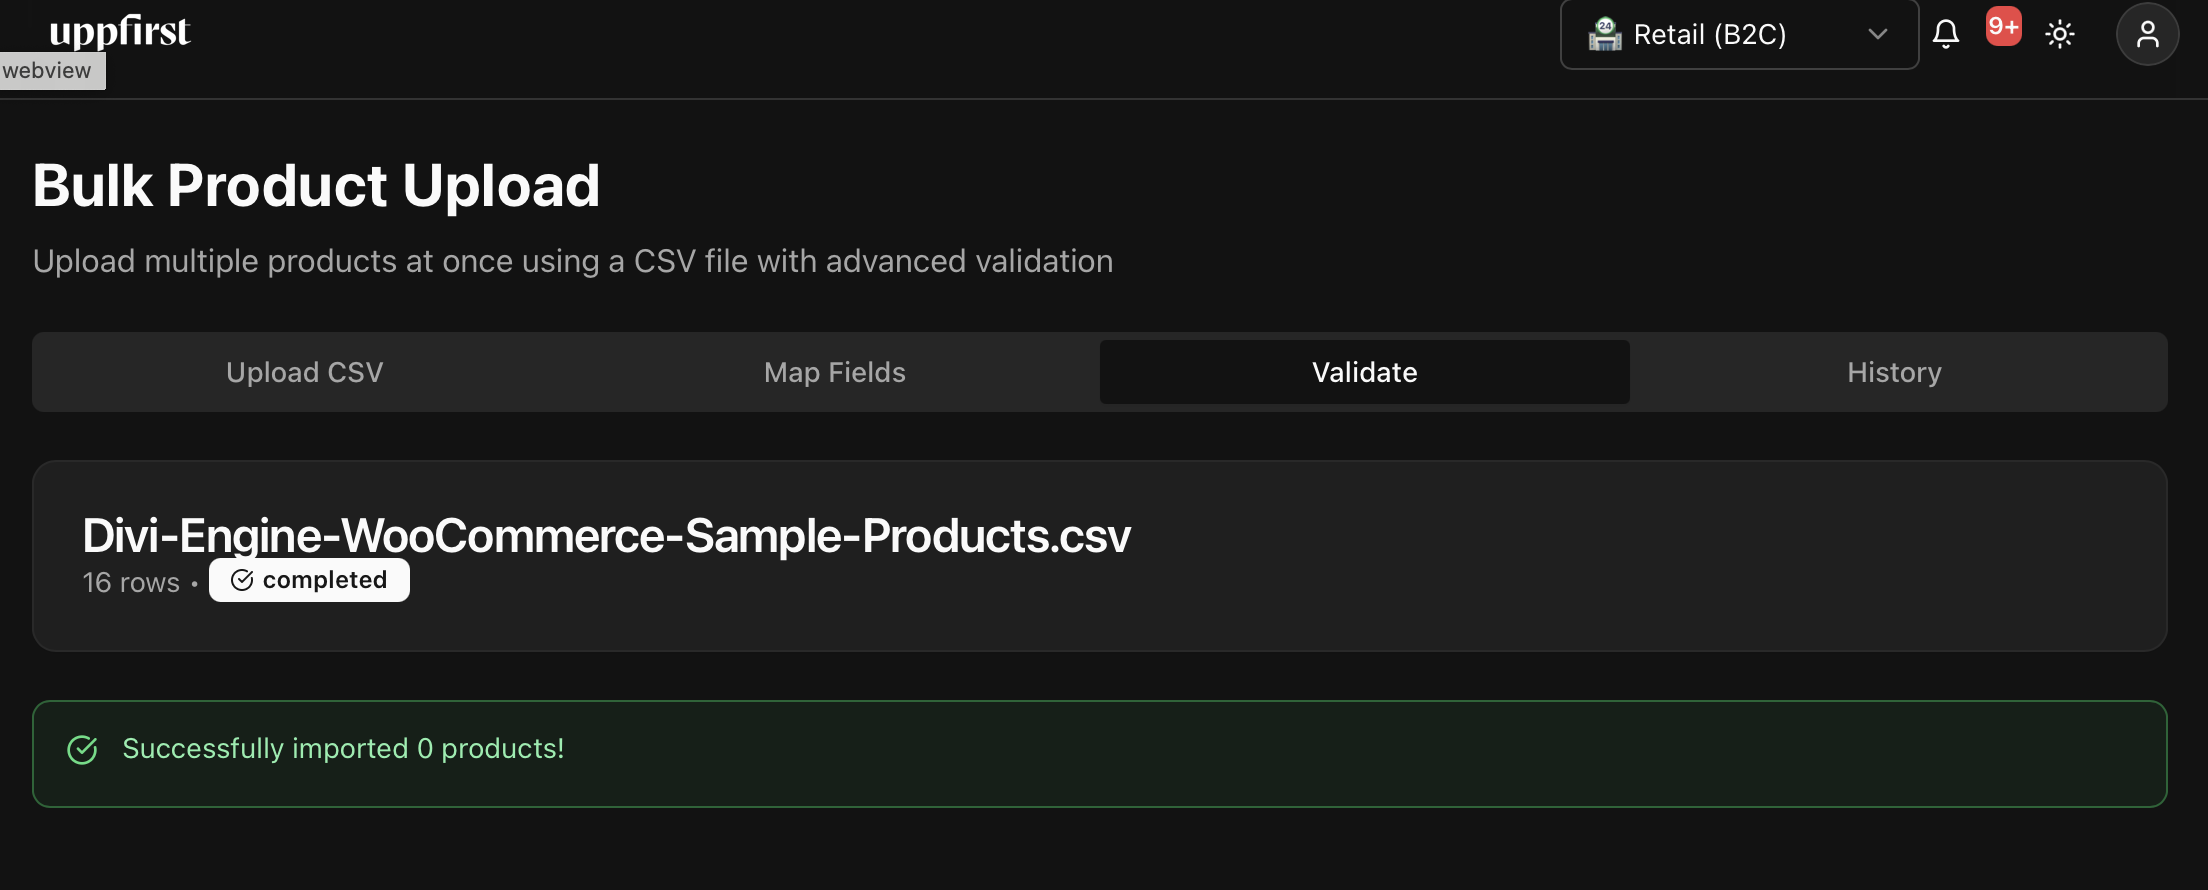 uppfirst
webview
24
Retail (B2C)
9+
Bulk Product Upload
Upload multiple products at once using a CSV file with advanced validation
Upload CSV
Map Fields
Validate
History
Divi-Engine-WooCommerce-Sample-Products.csv
16 rows • completed
Successfully imported 0 products!